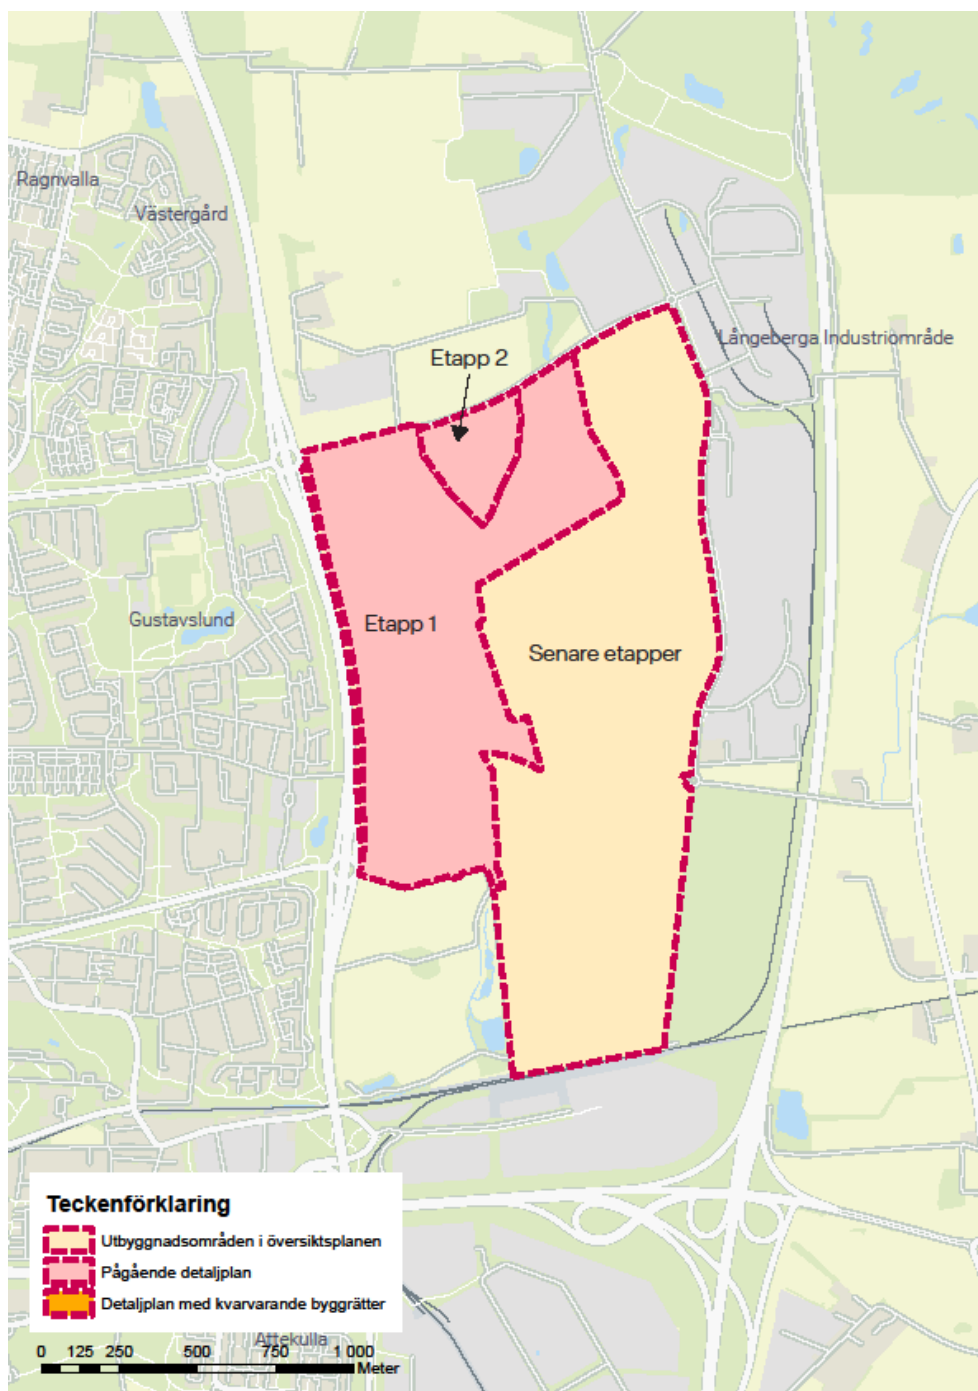 Ragnvalla
Västergård
Långeberga Industriområde
Etapp 2
Gustavslund
Etapp 1
Senare etapper
Teckenförklaring
Utbyggnadsområden i översiktsplanen
Pågående detaljplan
Detaljplan med kvarvarande byggrätter
Ättekulla
0 125 250 500 750 1 000
Meter